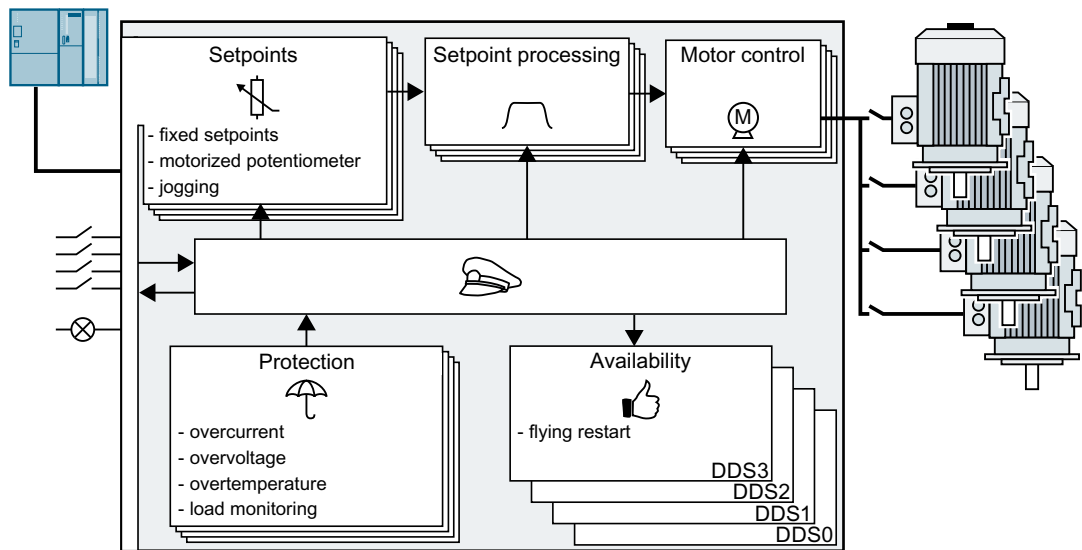 Setpoints
- fixed setpoints
- motorized potentiometer
- jogging
Setpoint processing
Motor control
M
Protection
- overcurrent
- overvoltage
- overtemperature
- load monitoring
Availability
- flying restart
DDS3
DDS2
DDS1
DDS0